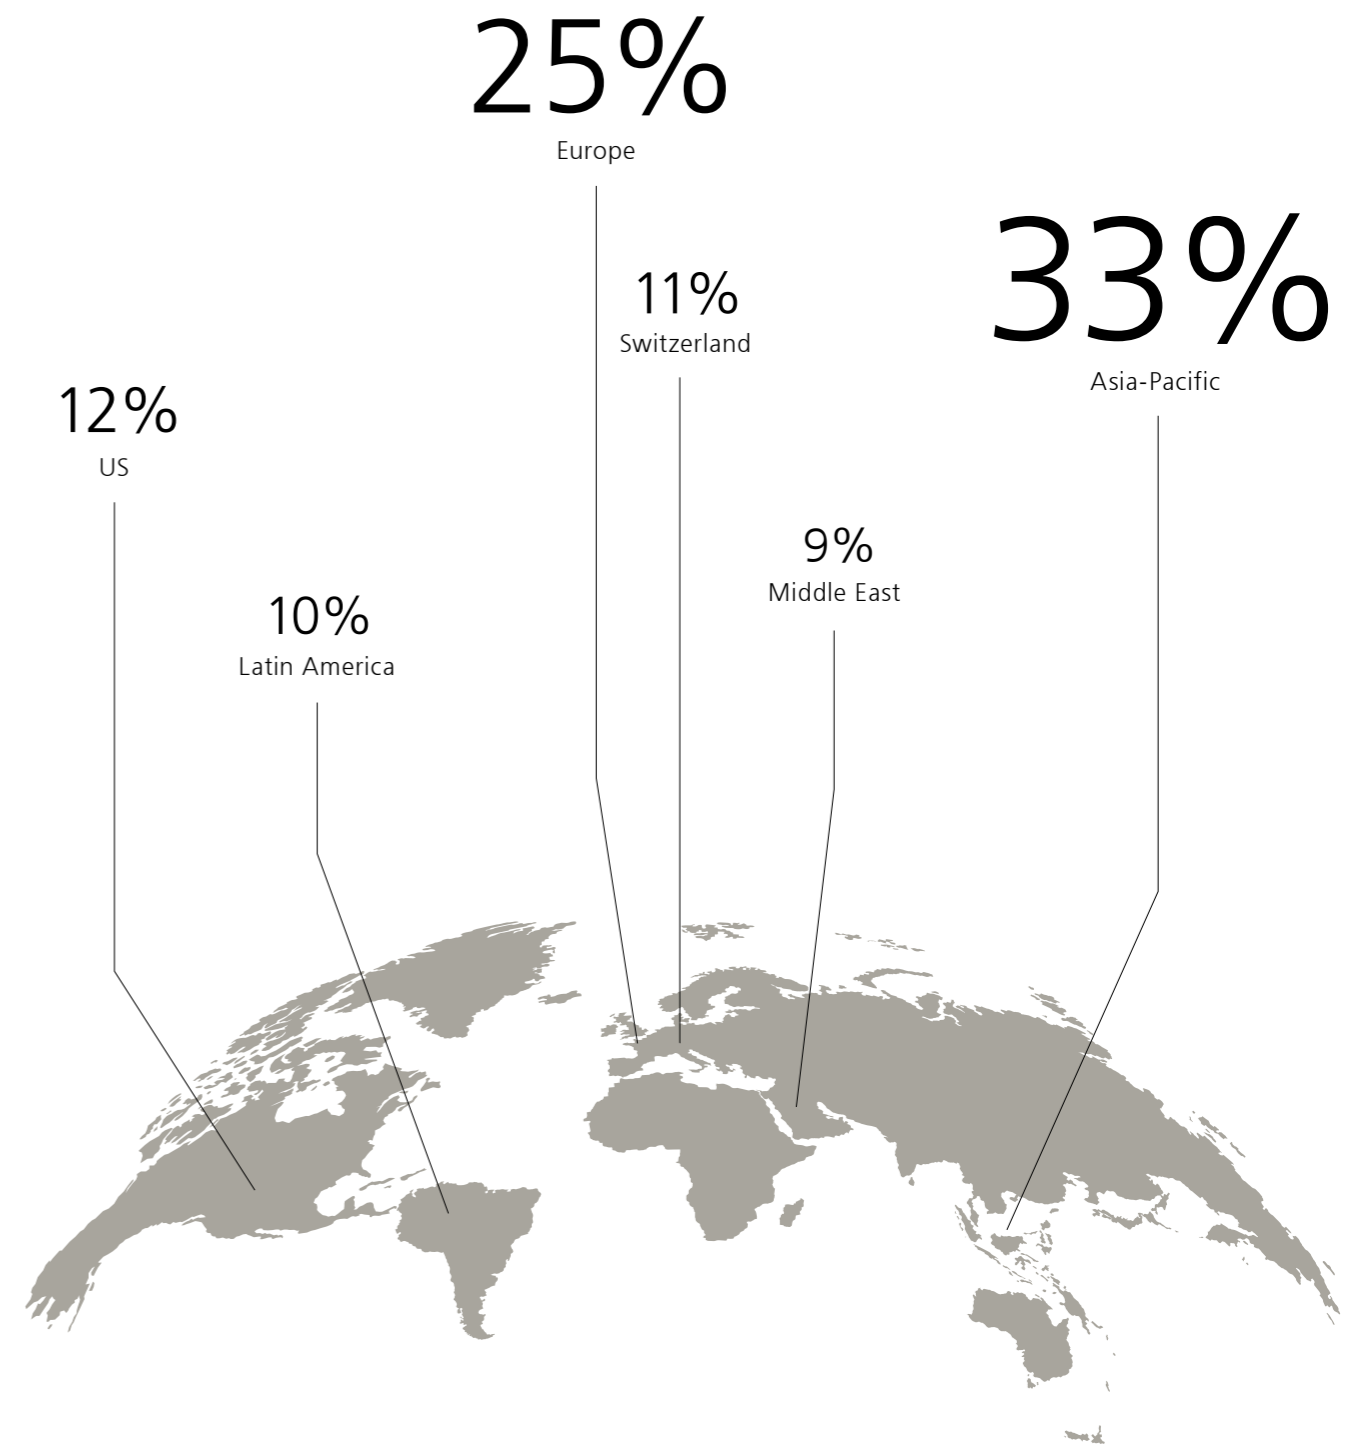 25%
Europe
33%
Asia-Pacific
11%
Switzerland
12%
US
9%
Middle East
10%
Latin America